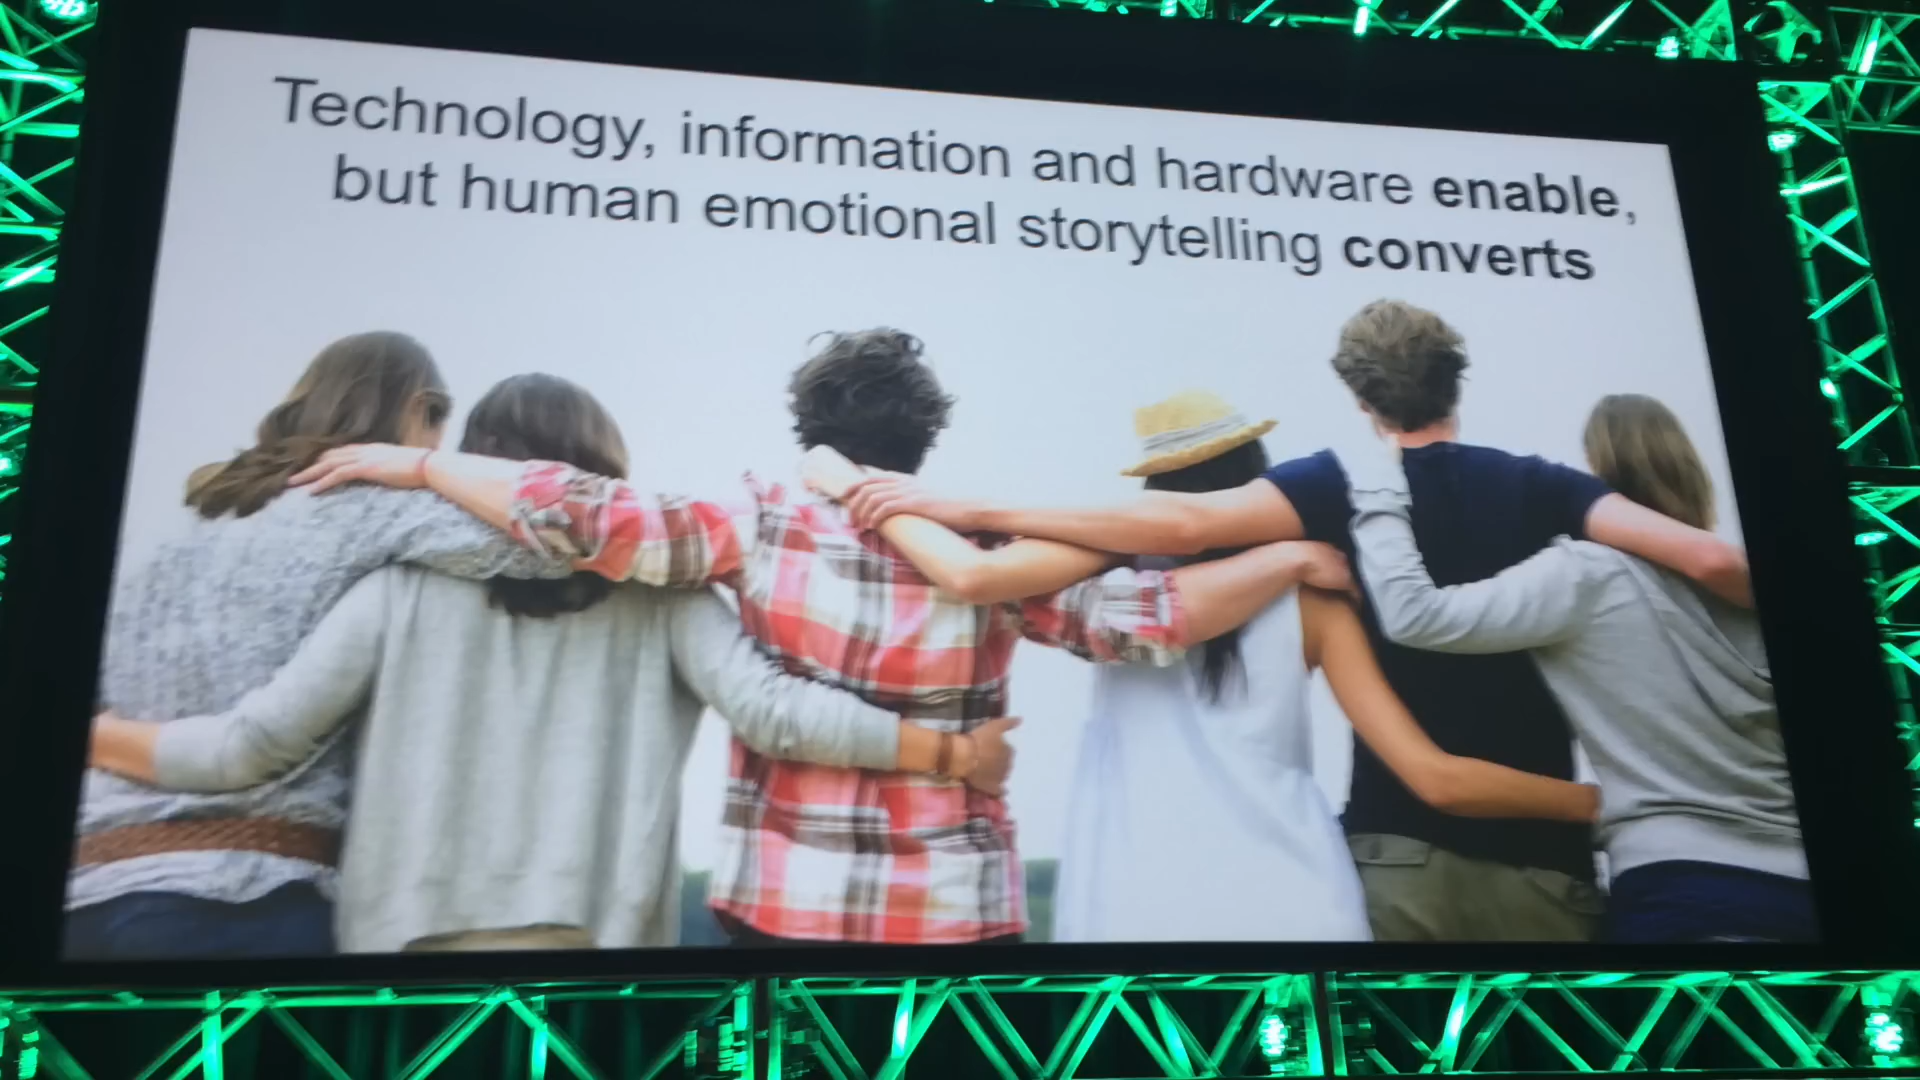 Technology, information and hardware enable,
but human emotional storytelling converts